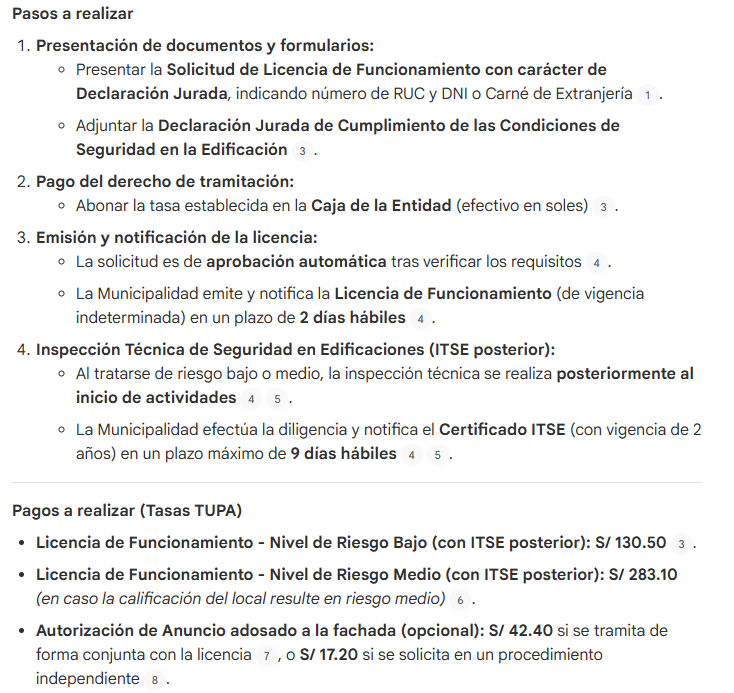 Pasos a realizar
1. Presentación de documentos y formularios:
◦ Presentar la Solicitud de Licencia de Funcionamiento con carácter de
Declaración Jurada, indicando número de RUC y DNI o Carné de Extranjería 1 .
◦ Adjuntar la Declaración Jurada de Cumplimiento de las Condiciones de
Seguridad en la Edificación 3 .
2. Pago del derecho de tramitación:
◦ Abonar la tasa establecida en la Caja de la Entidad (efectivo en soles) 3 .
3. Emisión y notificación de la licencia:
◦ La solicitud es de aprobación automática tras verificar los requisitos 4 .
◦ La Municipalidad emite y notifica la Licencia de Funcionamiento (de vigencia
indeterminada) en un plazo de 2 días hábiles 4 .
4. Inspección Técnica de Seguridad en Edificaciones (ITSE posterior):
◦ Al tratarse de riesgo bajo o medio, la inspección técnica se realiza posteriormente al
inicio de actividades 4 5 .
◦ La Municipalidad efectúa la diligencia y notifica el Certificado ITSE (con vigencia de 2
años) en un plazo máximo de 9 días hábiles 4 5 .
Pagos a realizar (Tasas TUPA)
• Licencia de Funcionamiento - Nivel de Riesgo Bajo (con ITSE posterior): S/ 130.50 3 .
• Licencia de Funcionamiento - Nivel de Riesgo Medio (con ITSE posterior): S/ 283.10
(en caso la calificación del local resulte en riesgo medio) 6 .
• Autorización de Anuncio adosado a la fachada (opcional): S/ 42.40 si se tramita de
forma conjunta con la licencia 7 , o S/ 17.20 si se solicita en un procedimiento
independiente 8 .